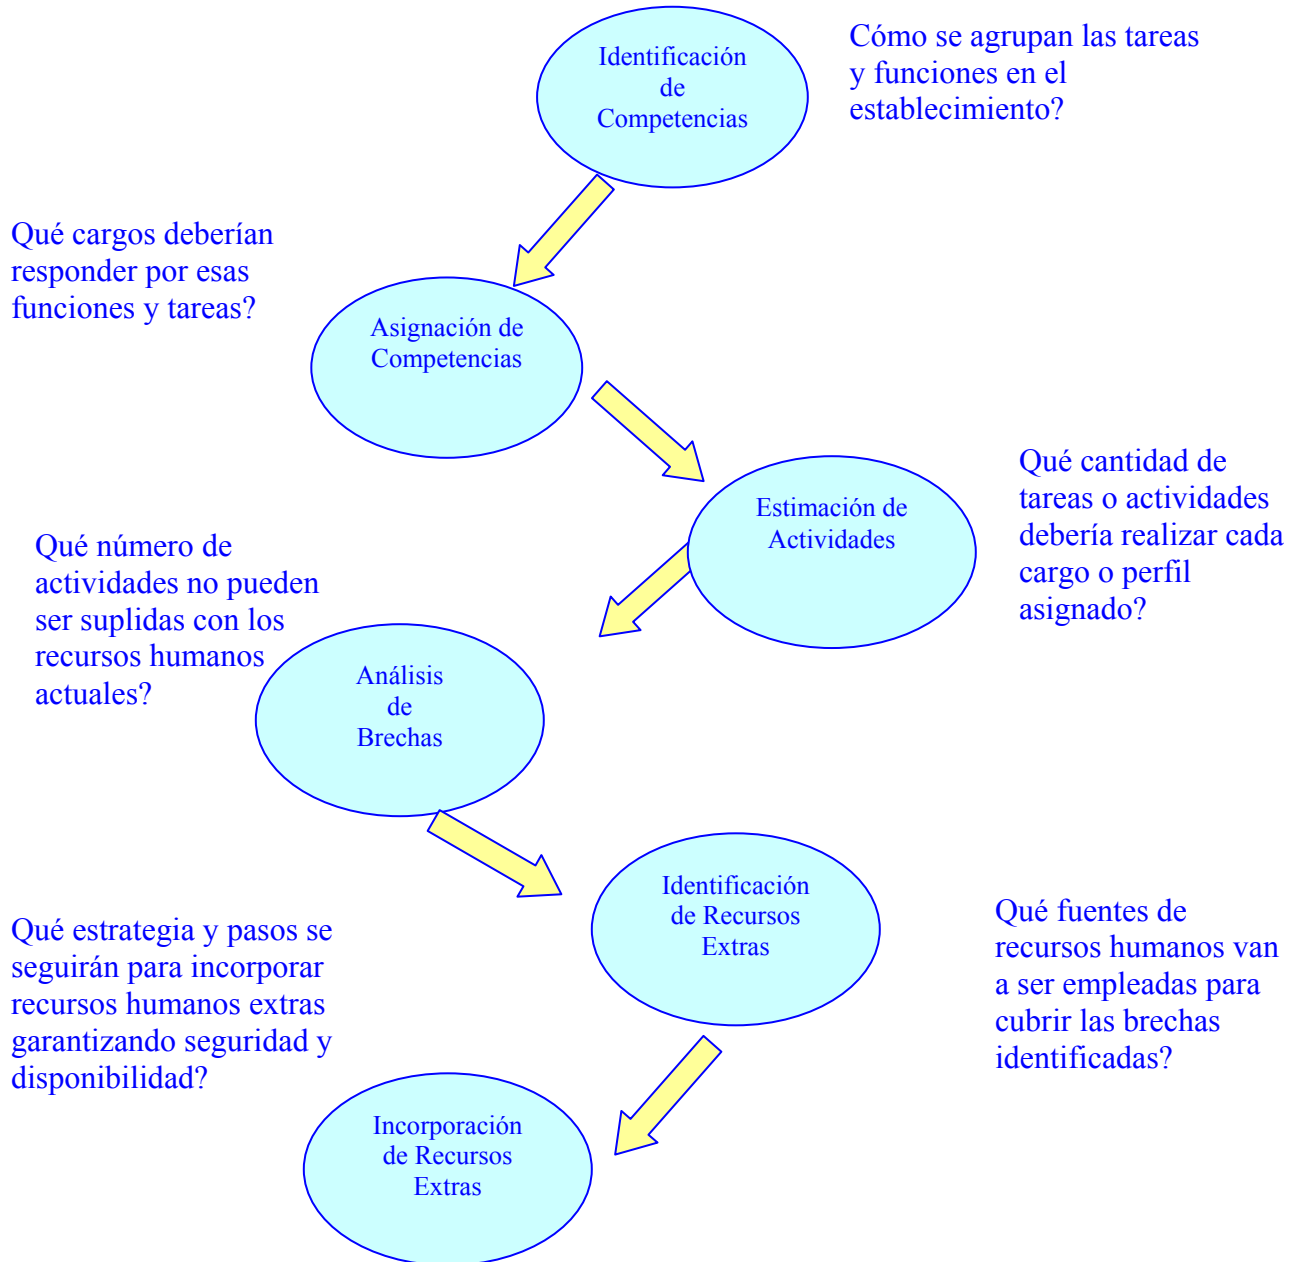 Identificación
de
Competencias
Cómo se agrupan las tareas
y funciones en el
establecimiento?
Qué cargos deberían
responder por esas
funciones y tareas?
Asignación de
Competencias
Estimación de
Actividades
Qué cantidad de
tareas o actividades
debería realizar cada
cargo o perfil
asignado?
Qué número de
actividades no pueden
ser suplidas con los
recursos humanos
actuales?
Análisis
de
Brechas
Identificación
de Recursos
Extras
Qué fuentes de
recursos humanos van
a ser empleadas para
cubrir las brechas
identificadas?
Qué estrategia y pasos se
seguirán para incorporar
recursos humanos extras
garantizando seguridad y
disponibilidad?
Incorporación
de Recursos
Extras